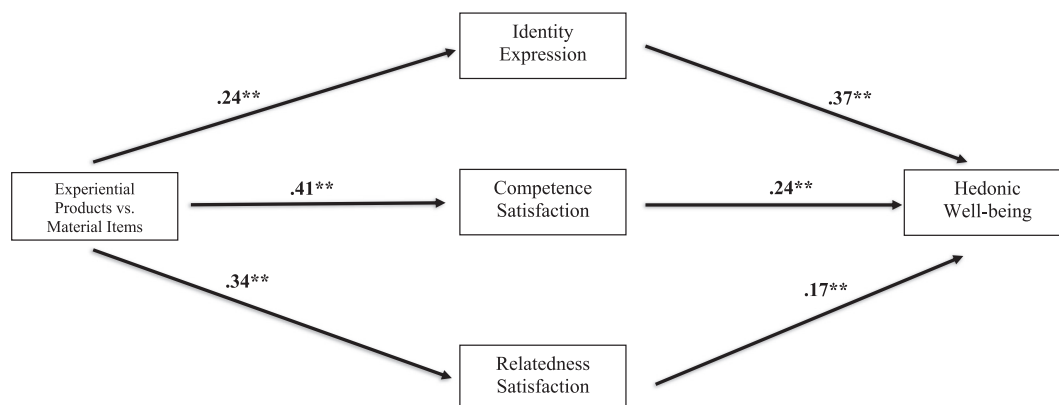 Identity
Expression
.24**
.37**
Experiential
Products vs.
Material Items
.41**
Competence
Satisfaction
.24**
Hedonic
Well-being
.34**
.17**
Relatedness
Satisfaction